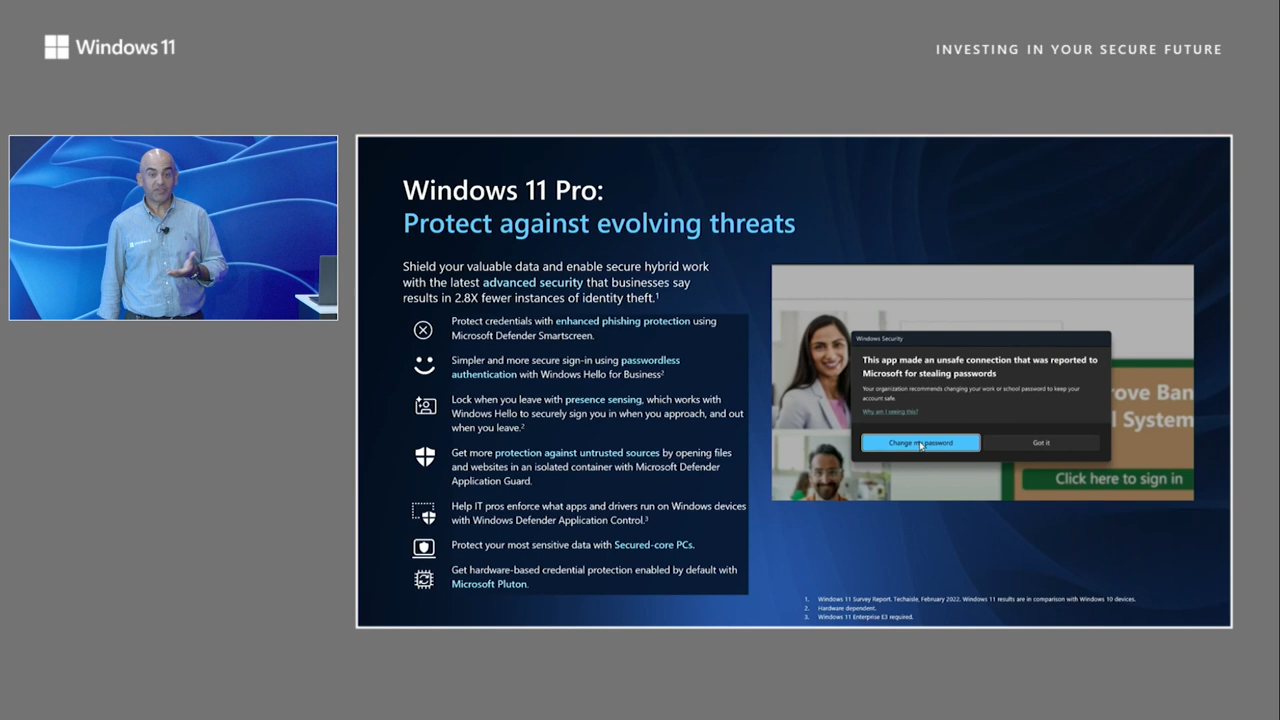 Windows 11
INVESTING IN YOUR SECURE FUTURE
Windows 11 Pro:
Protect against evolving threats
Shield your valuable data and enable secure hybrid work
with the latest advanced security that businesses say
results in 2.8X fewer instances of identity theft.1
Protect credentials with enhanced phishing protection using
Microsoft Defender Smartscreen.
Simpler and more secure sign-in using passwordless
authentication with Windows Hello for Business2
Lock when you leave with presence sensing, which works with
Windows Hello to securely sign you in when you approach, and out
when you leave.2
Get more protection against untrusted sources by opening files
and websites in an isolated container with Microsoft Defender
Application Guard.
Help IT pros enforce what apps and drivers run on Windows devices
with Windows Defender Application Control.3
Protect your most sensitive data with Secured-core PCs.
Get hardware-based credential protection enabled by default with
Microsoft Pluton.
Windows Security
This app made an unsafe connection that was reported to
Microsoft for stealing passwords
Your organization recommends changing your work or school password to keep your
account safe.
Why am I seeing this?
Change my password
Got it
rove Ban
l System
Click here to sign in
1. Windows 11 Survey Report. Techaisle, February 2022. Windows 11 results are in comparison with Windows 10 devices.
2. Hardware dependent.
3. Windows 11 Enterprise E3 required.